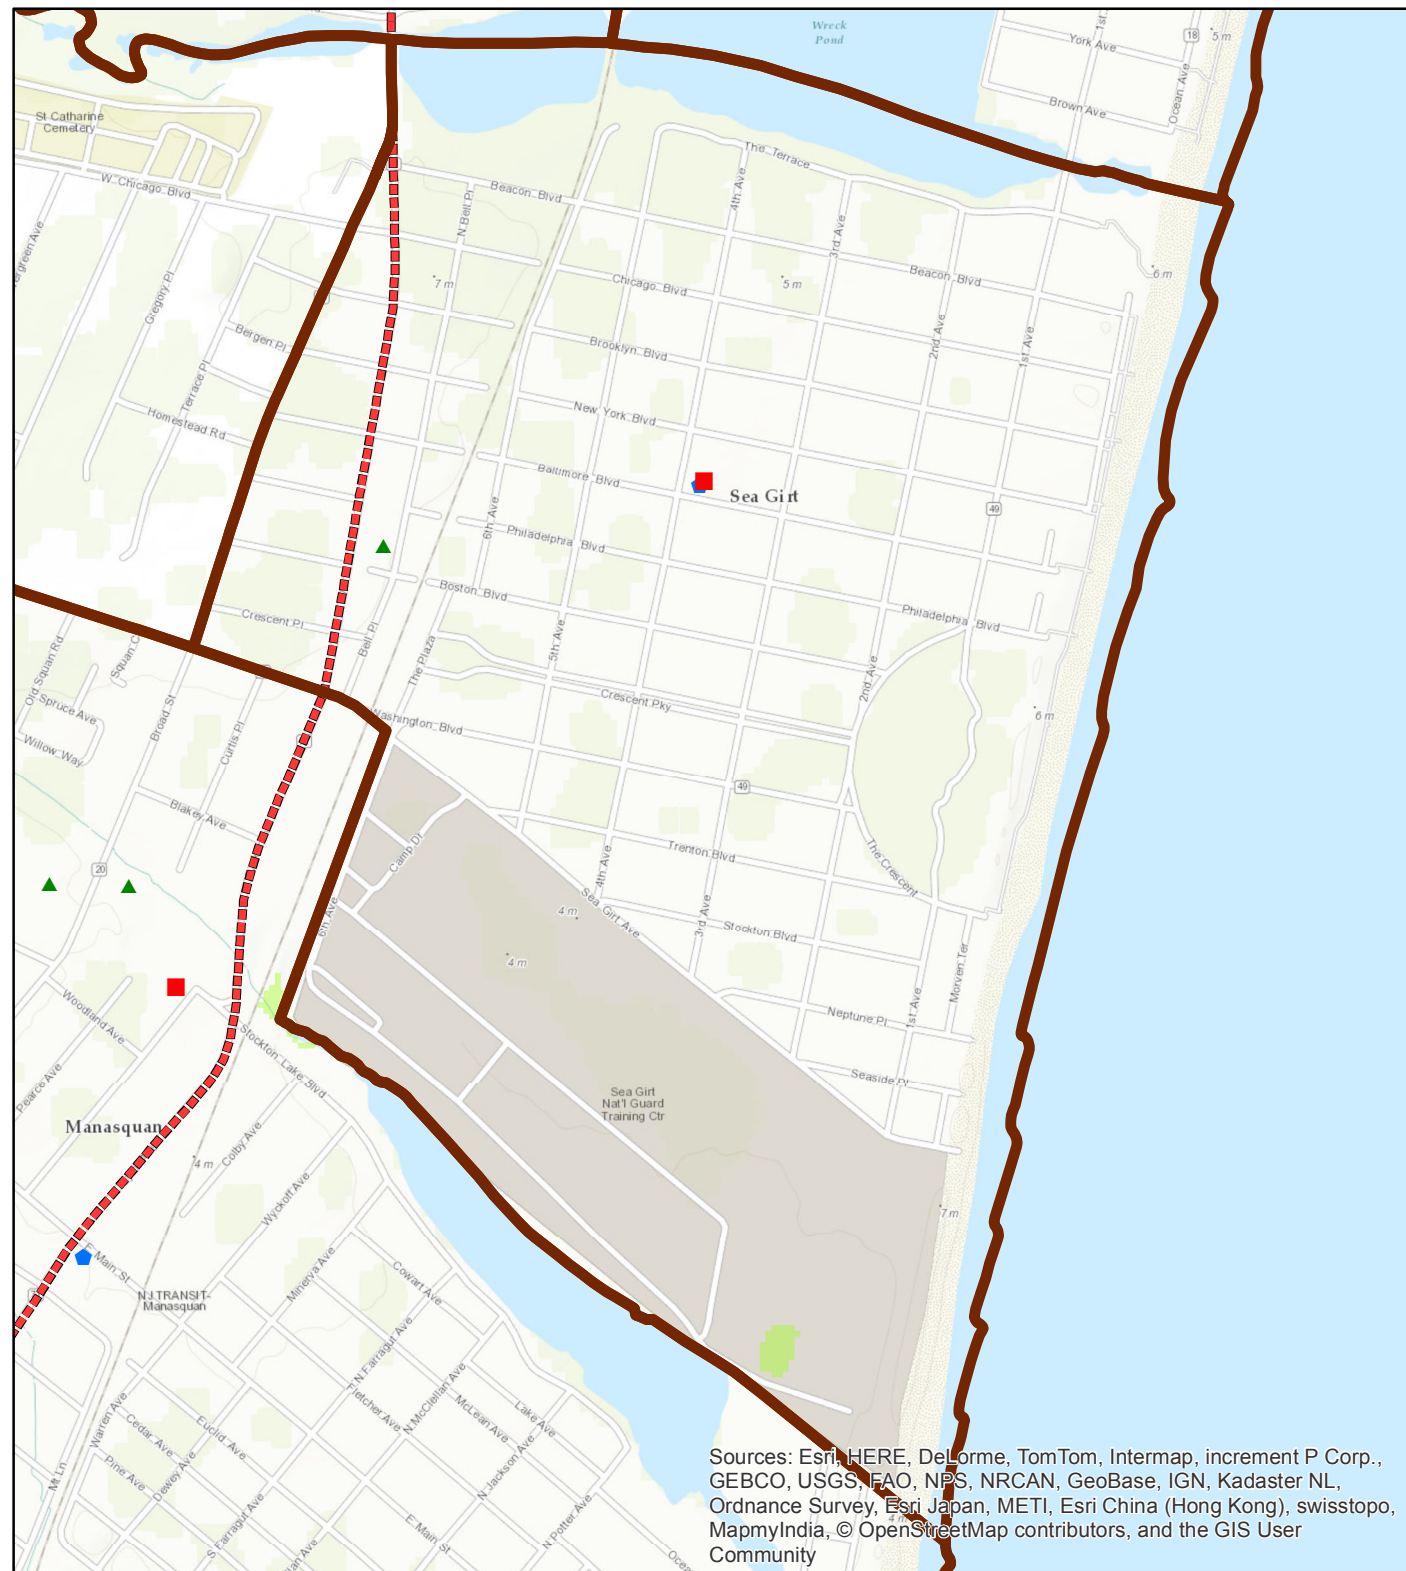 Wreck
Pond
York Ave
18
5 m
Brown Ave
Ocean Ave
St Catharine
Cemetery
The Terrace
W. Chicago Blvd
Beacon Blvd
N Bell Pl
4th Ave
3rd Ave
Gregory Pl
7 m
Chicago Blvd
5 m
Beacon Blvd
6 m
Bergen Pl
Brooklyn Blvd
2nd Ave
1st Ave
Terrace Pl
Homestead Rd
New York Blvd
Baltimore Blvd
Sea Girt
49
6th Ave
Philadelphia Blvd
Boston Blvd
Crescent Pl
Philadelphia Blvd
Bell Pl
The Plaza
5th Ave
2nd Ave
Old Squan Rd
Spruce Ave
Willow Way
Broad St
Curtis Pl
Crescent Pky
Washington Blvd
6 m
49
Blakey Ave
20
Camp Dr
Trenton Blvd
The Crescent
4th Ave
Sea Girt Ave
4 m
3rd Ave
Stockton Blvd
6th Ave
4 m
Morven Ter
1st Ave
Neptune Pl
Woodland Ave
Pearce Ave
Stockton Lake Blvd
Seaside Pl
Sea Girt
Nat'l Guard
Training Ctr
Manasquan
4 m
Colby Ave
Wyckoff Ave
7 m
E Main St
Minerva Ave
Cowart Ave
NJ TRANSIT-
Manasquan
N Farragut Ave
Fletcher Ave
N McClellan Ave
McLean Ave
Lake Ave
Warren Ave
Cedar Ave
Euclid Ave
Pine Ave
Dewey Ave
Mt Ln
N Jackson Ave
S Farragut Ave
E Main St
N Potter Ave
4 m
Sources: Esri, HERE, DeLorme, TomTom, Intermap, increment P Corp.,
GEBCO, USGS, FAO, NPS, NRCAN, GeoBase, IGN, Kadaster NL,
Ordnance Survey, Esri Japan, METI, Esri China (Hong Kong), swisstopo,
MapmyIndia, © OpenStreetMap contributors, and the GIS User
Community